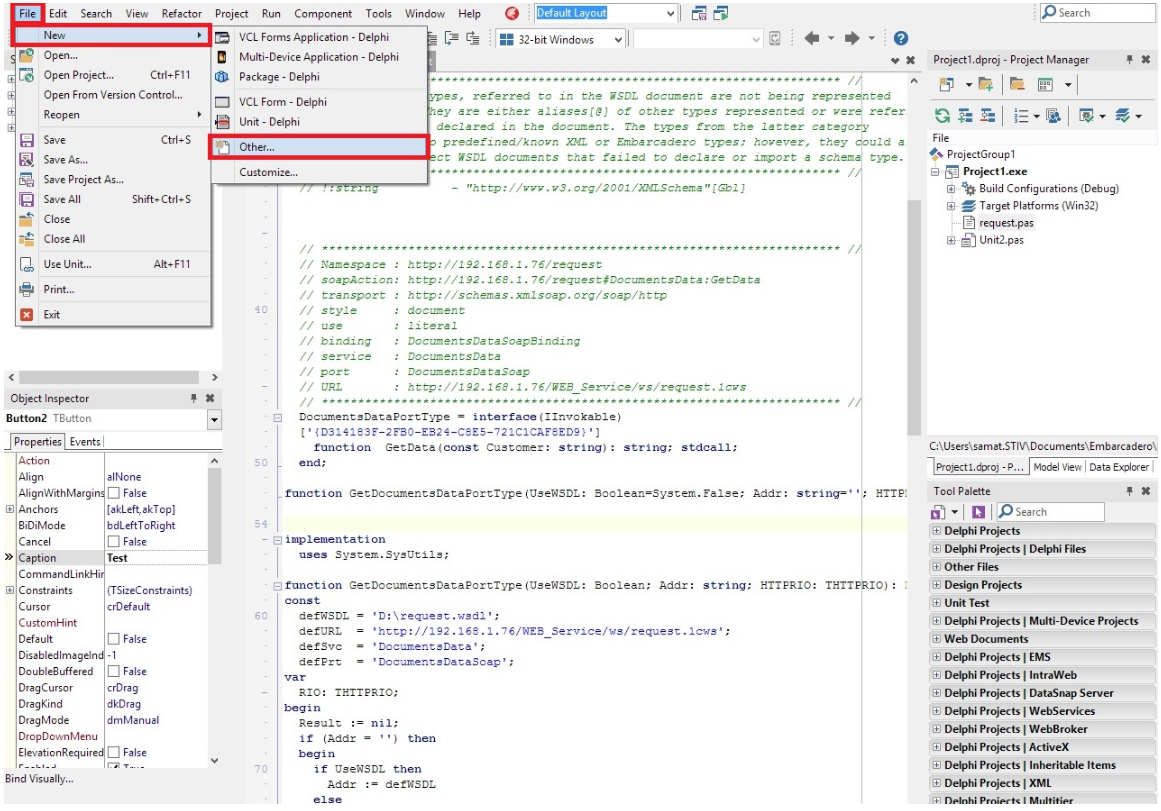 File Edit Search View Refactor Project Run Component Tools Window Help Default Layout Search
New
Open...
Open Project... Ctrl+F11
Open From Version Control...
Reopen
Save Ctrl+S
Save As...
Save Project As...
Save All Shift+Ctrl+S
Close
Close All
Use Unit... Alt+F11
Print...
Exit
VCL Forms Application - Delphi
Multi-Device Application - Delphi
Package - Delphi
VCL Form - Delphi
Unit - Delphi
Other...
Customize...
32-bit Windows
************************************************ //
ypes, referred to in the WSDL document are not being represented
hey are either aliases[@] of other types represented or were refer
declared in the document. The types from the latter category
o predefined/known XML or Embarcadero types; however, they could a
ect WSDL documents that failed to declare or import a schema type.
************************************************ //
// !:string - "http://www.w3.org/2001/XMLSchema"[Gbl]
// ************************************************************************ //
// Namespace : http://192.168.1.76/request
// soapAction: http://192.168.1.76/request#DocumentsData:GetData
// transport : http://schemas.xmlsoap.org/soap/http
40 // style : document
// use : literal
// binding : DocumentsDataSoapBinding
// service : DocumentsData
// port : DocumentsDataSoap
// URL : http://192.168.1.76/WEB_Service/ws/request.1cws
// ************************************************************************ //
DocumentsDataPortType = interface(IInvokable)
['{D314183F-2FB0-EB24-C8E5-721C1CAF8ED9}']
function GetData(const Customer: string): string; stdcall;
50 end;
function GetDocumentsDataPortType(UseWSDL: Boolean=System.False; Addr: string=''; HTTP
54
implementation
uses System.SysUtils;
function GetDocumentsDataPortType(UseWSDL: Boolean; Addr: string; HTTPRIO: THTTPRIO):
const
60 defWSDL = 'D:\request.wsdl';
defURL = 'http://192.168.1.76/WEB_Service/ws/request.1cws';
defSvc = 'DocumentsData';
defPrt = 'DocumentsDataSoap';
var
RIO: THTTPRIO;
begin
Result := nil;
if (Addr = '') then
begin
70 if UseWSDL then
Addr := defWSDL
else
Object Inspector
Button2 TButton
Properties Events
Action
Align alNone
AlignWithMargins False
Anchors [akLeft,akTop]
BiDiMode bdLeftToRight
Cancel False
Caption Test
CommandLinkHin
Constraints (TSizeConstraints)
Cursor crDefault
CustomHint
Default False
DisabledImageInd -1
DoubleBuffered False
DragCursor crDrag
DragKind dkDrag
DragMode dmManual
DropDownMenu
ElevationRequired False
Enabled True
Bind Visually...
Project1.dproj - Project Manager
File
ProjectGroup1
Project1.exe
Build Configurations (Debug)
Target Platforms (Win32)
request.pas
Unit2.pas
C:\Users\samat.STIV\Documents\Embarcadero\
Project1.dproj - P... Model View Data Explorer
Tool Palette
Search
Delphi Projects
Delphi Projects | Delphi Files
Other Files
Design Projects
Unit Test
Delphi Projects | Multi-Device Projects
Web Documents
Delphi Projects | EMS
Delphi Projects | IntraWeb
Delphi Projects | DataSnap Server
Delphi Projects | WebServices
Delphi Projects | WebBroker
Delphi Projects | ActiveX
Delphi Projects | Inheritable Items
Delphi Projects | XML
Delphi Projects | Multitier